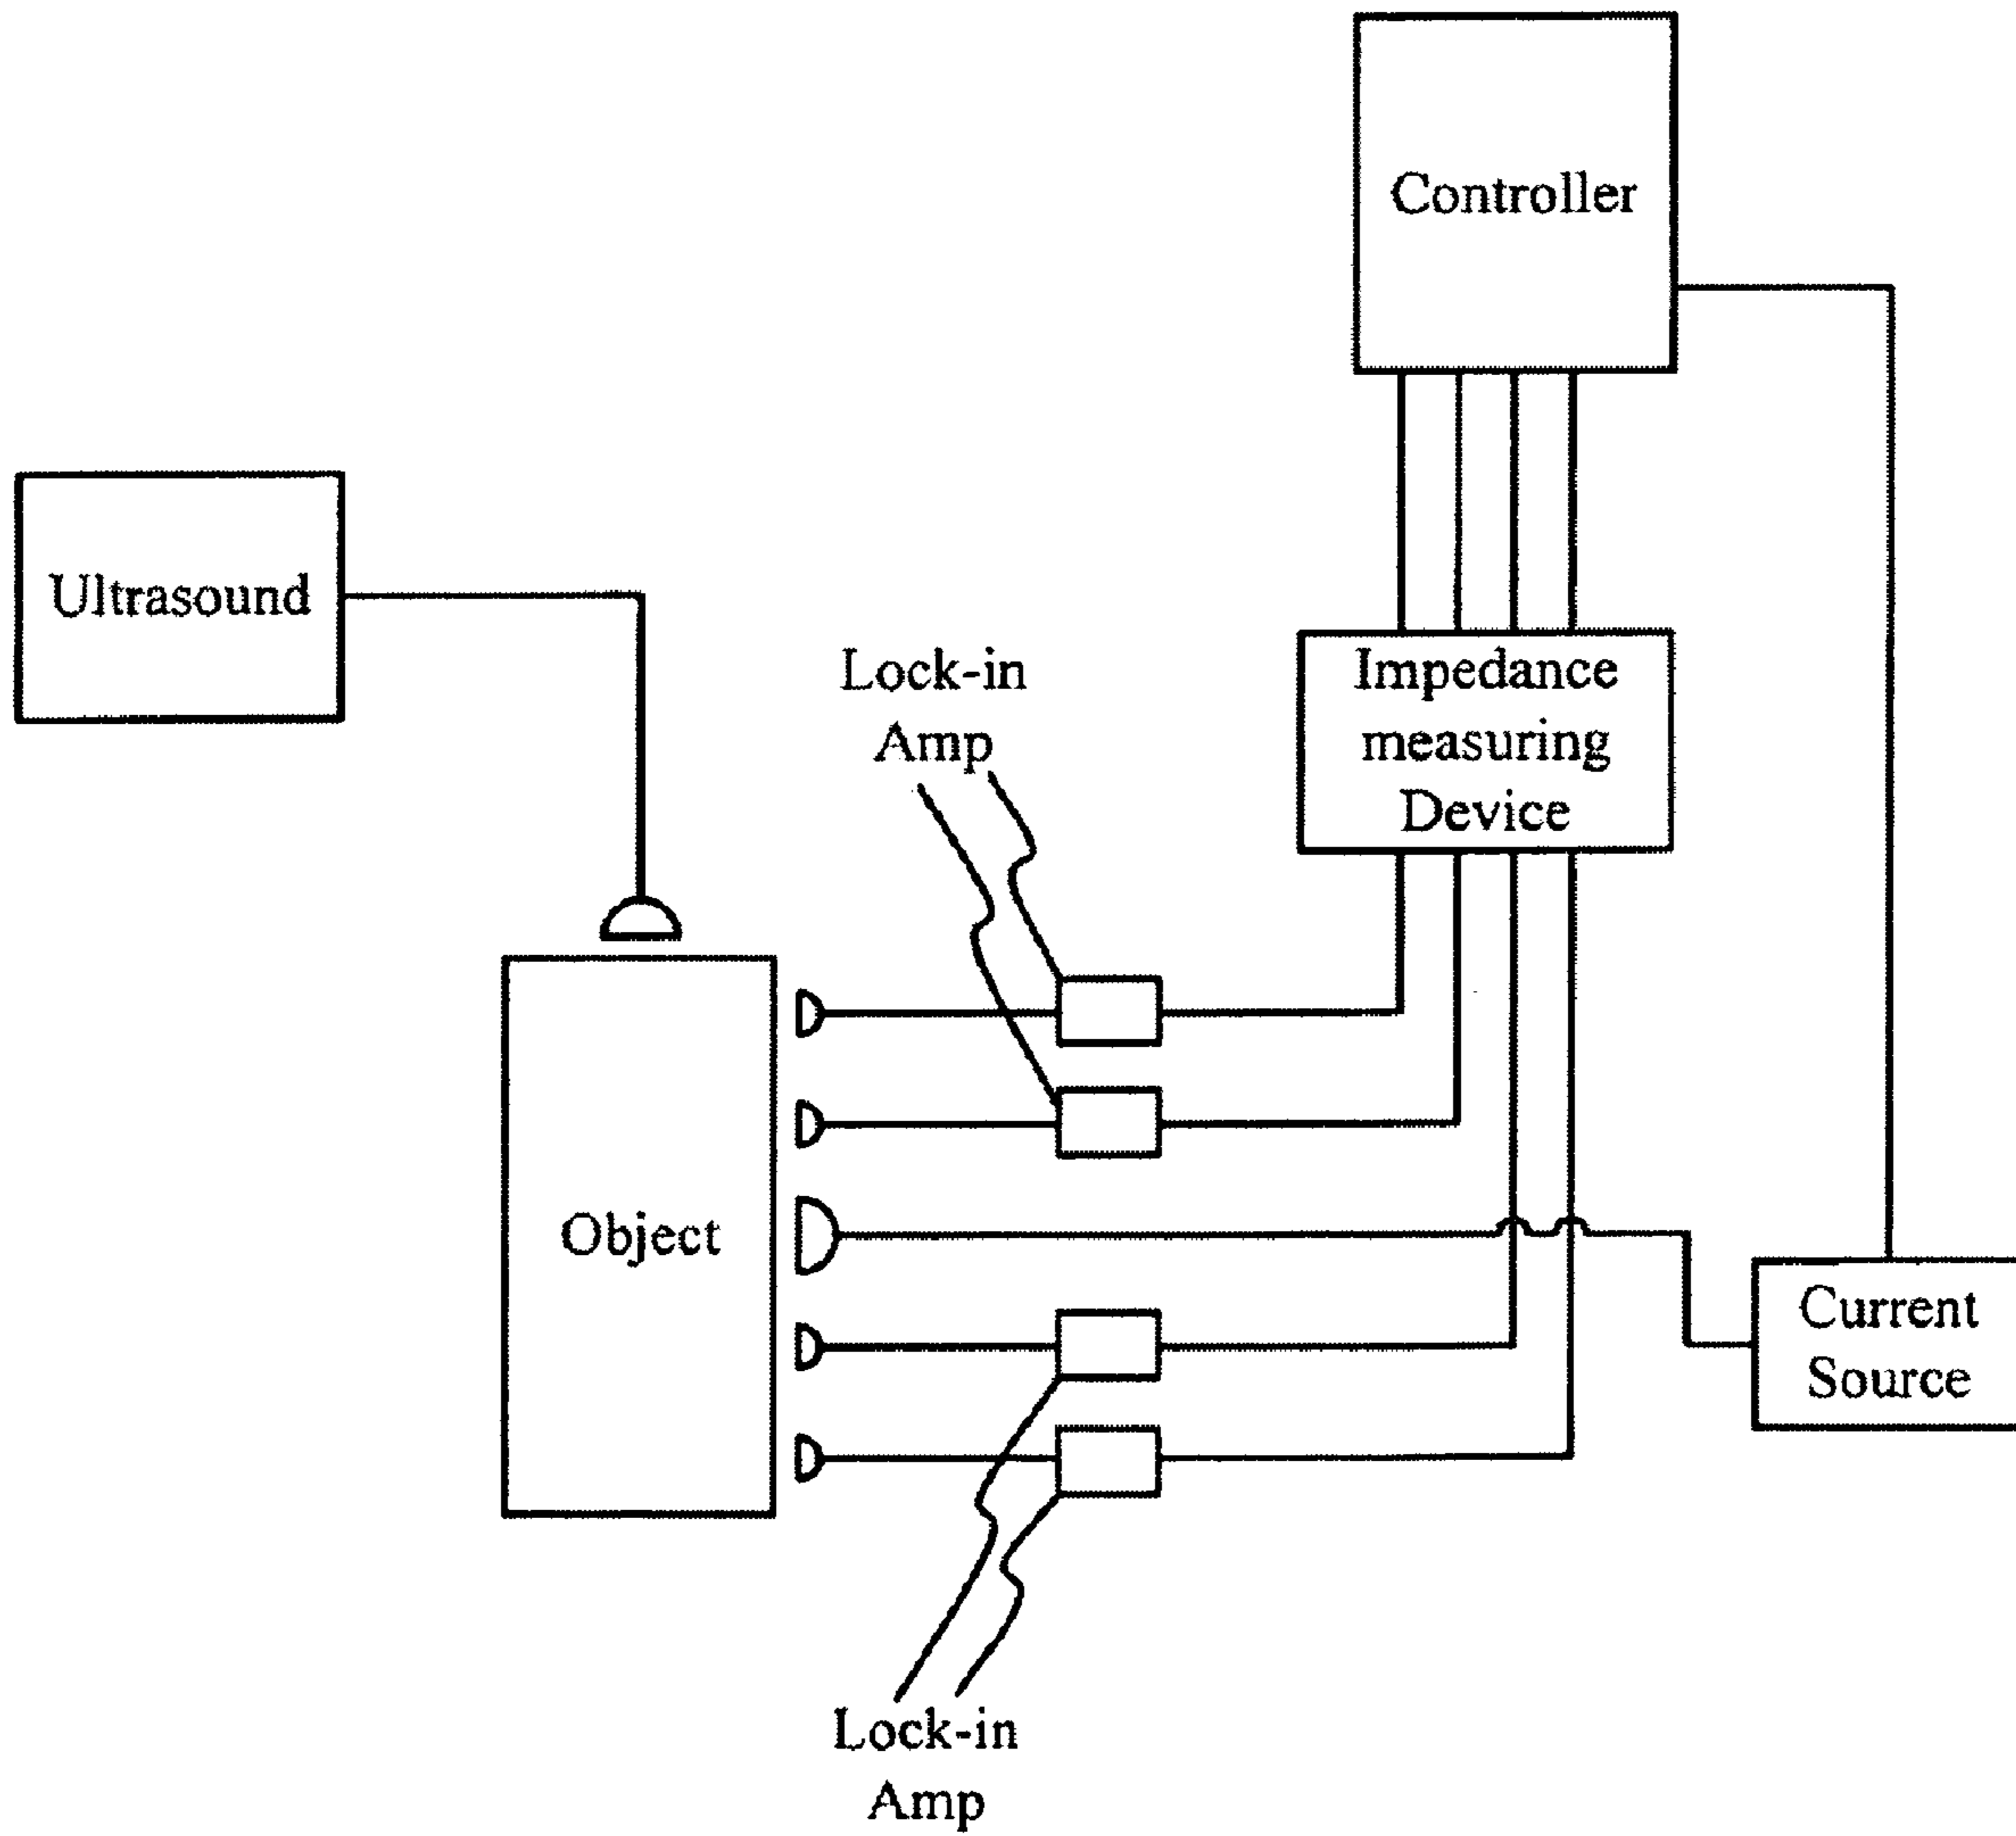 Controller
Ultrasound
Lock-in
Amp
Impedance
measuring
Device
Object
Current
Source
Lock-in
Amp